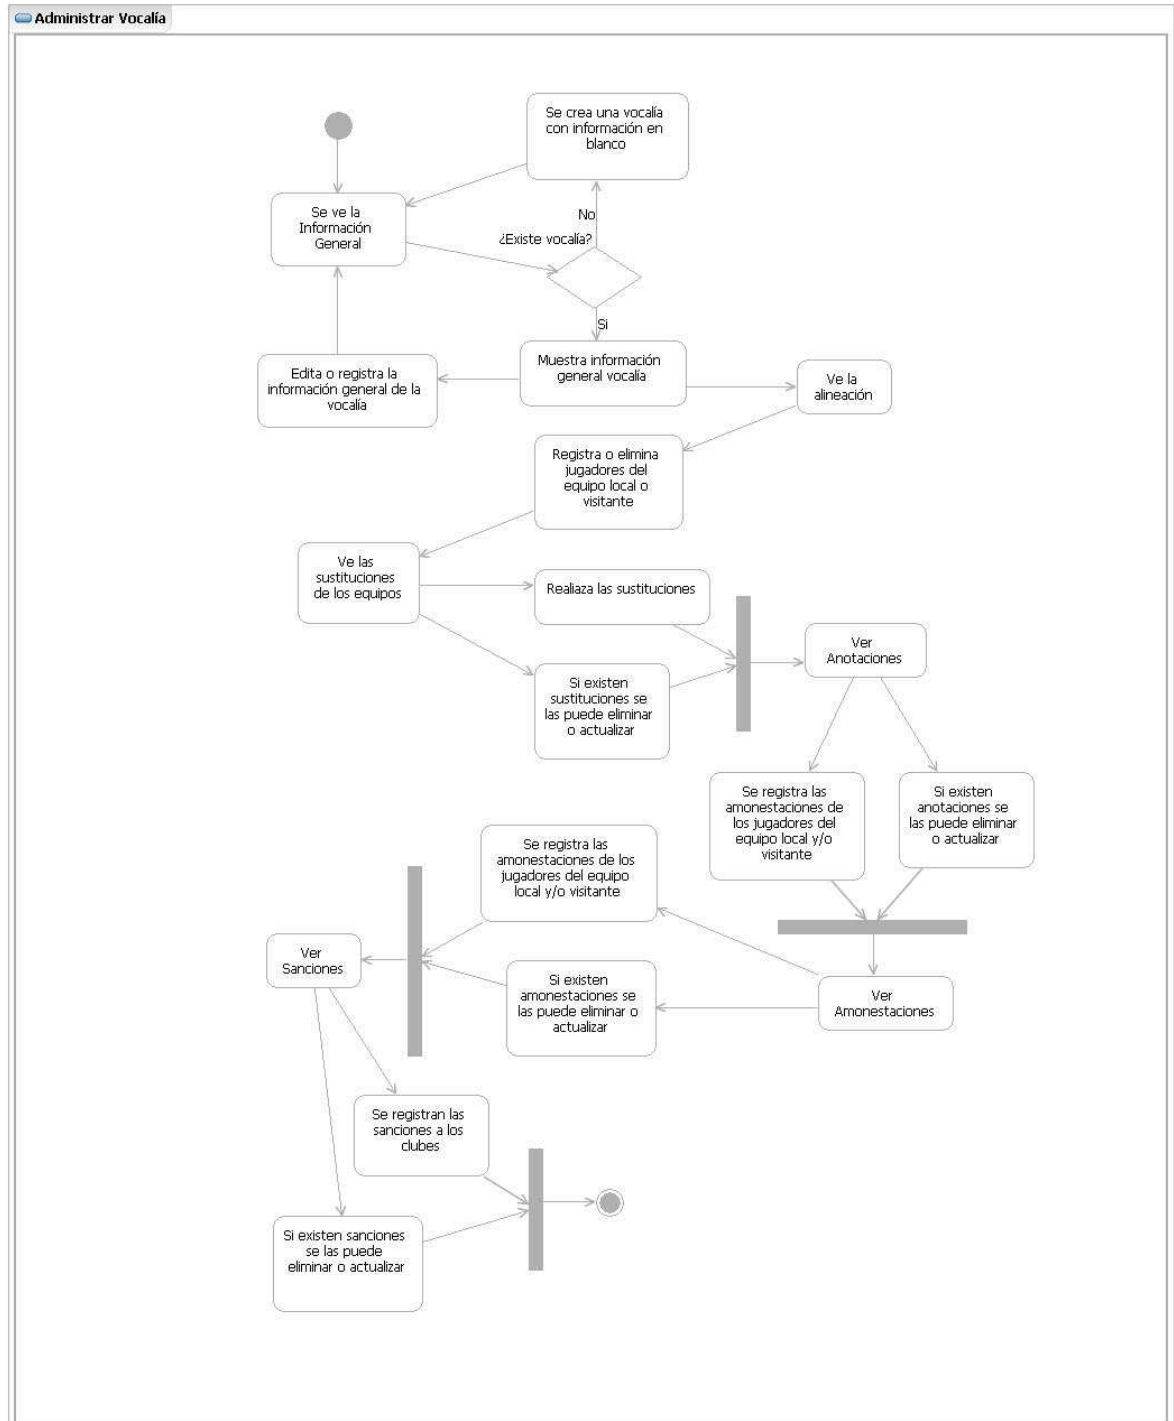 Administrar Vocalía
Se crea una vocalía
con información en
blanco
Se ve la
Información
General
No
¿Existe vocalía?
Si
Muestra información
general vocalía
Edita o registra la
información general de la
vocalía
Ve la
alineación
Registra o elimina
jugadores del
equipo local o
visitante
Ve las
sustituciones
de los equipos
Realiaza las sustituciones
Si existen
sustituciones se
las puede eliminar
o actualizar
Ver
Anotaciones
Se registra las
amonestaciones de
los jugadores del
equipo local y/o
visitante
Si existen
anotaciones se
las puede eliminar
o actualizar
Se registra las
amonestaciones de los
jugadores del equipo
local y/o visitante
Ver
Sanciones
Si existen
amonestaciones se
las puede eliminar o
actualizar
Ver
Amonestaciones
Se registran las
sanciones a los
clubes
Si existen sanciones
se las puede
eliminar o actualizar